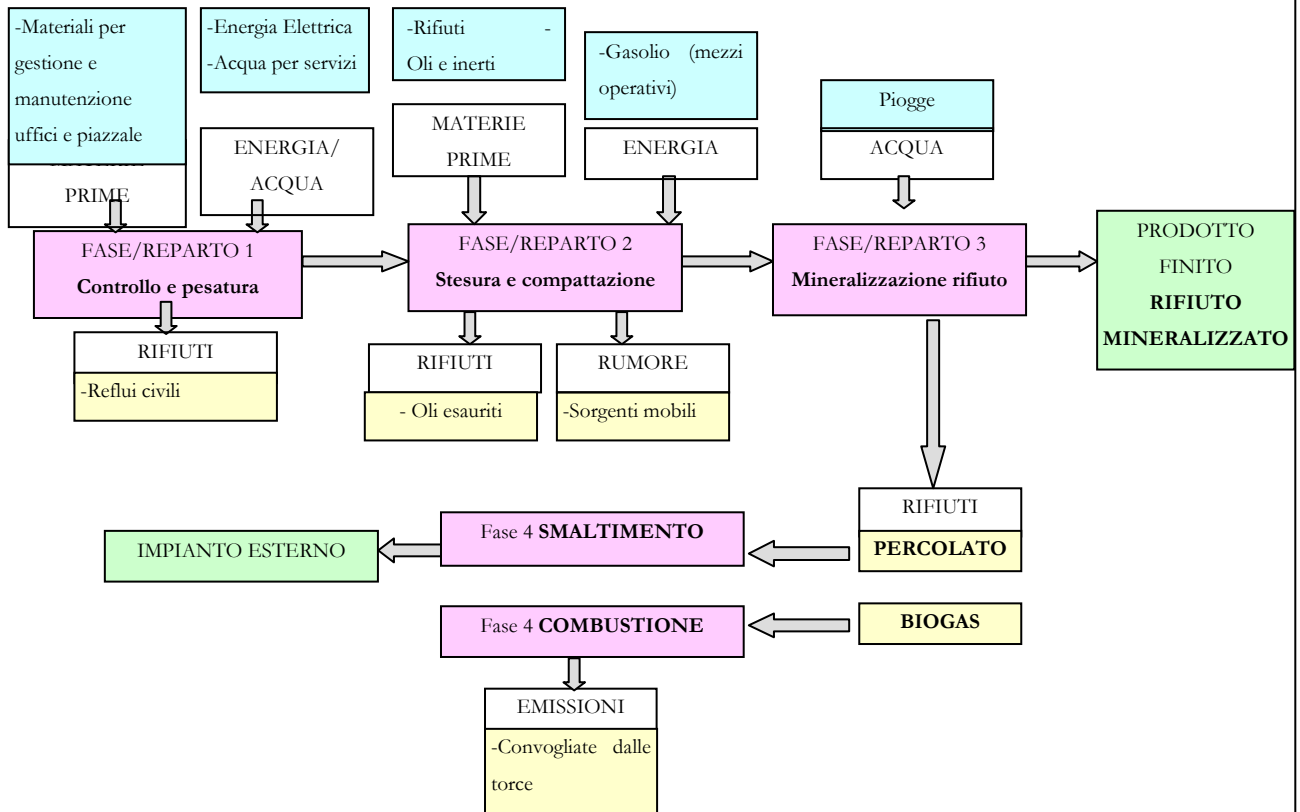 -Materiali per
gestione e
manutenzione
uffici e piazzale
PRIME
-Energia Elettrica
-Acqua per servizi
ENERGIA/
ACQUA
-Rifiuti -
Oli e inerti
MATERIE
PRIME
-Gasolio (mezzi
operativi)
ENERGIA
Piogge
ACQUA
FASE/REPARTO 1
Controllo e pesatura
FASE/REPARTO 2
Stesura e compattazione
FASE/REPARTO 3
Mineralizzazione rifiuto
PRODOTTO
FINITO
RIFIUTO
MINERALIZZATO
RIFIUTI
-Reflui civili
RIFIUTI
- Oli esauriti
RUMORE
-Sorgenti mobili
RIFIUTI
PERCOLATO
Fase 4 SMALTIMENTO
IMPIANTO ESTERNO
BIOGAS
Fase 4 COMBUSTIONE
EMISSIONI
-Convogliate dalle
torce